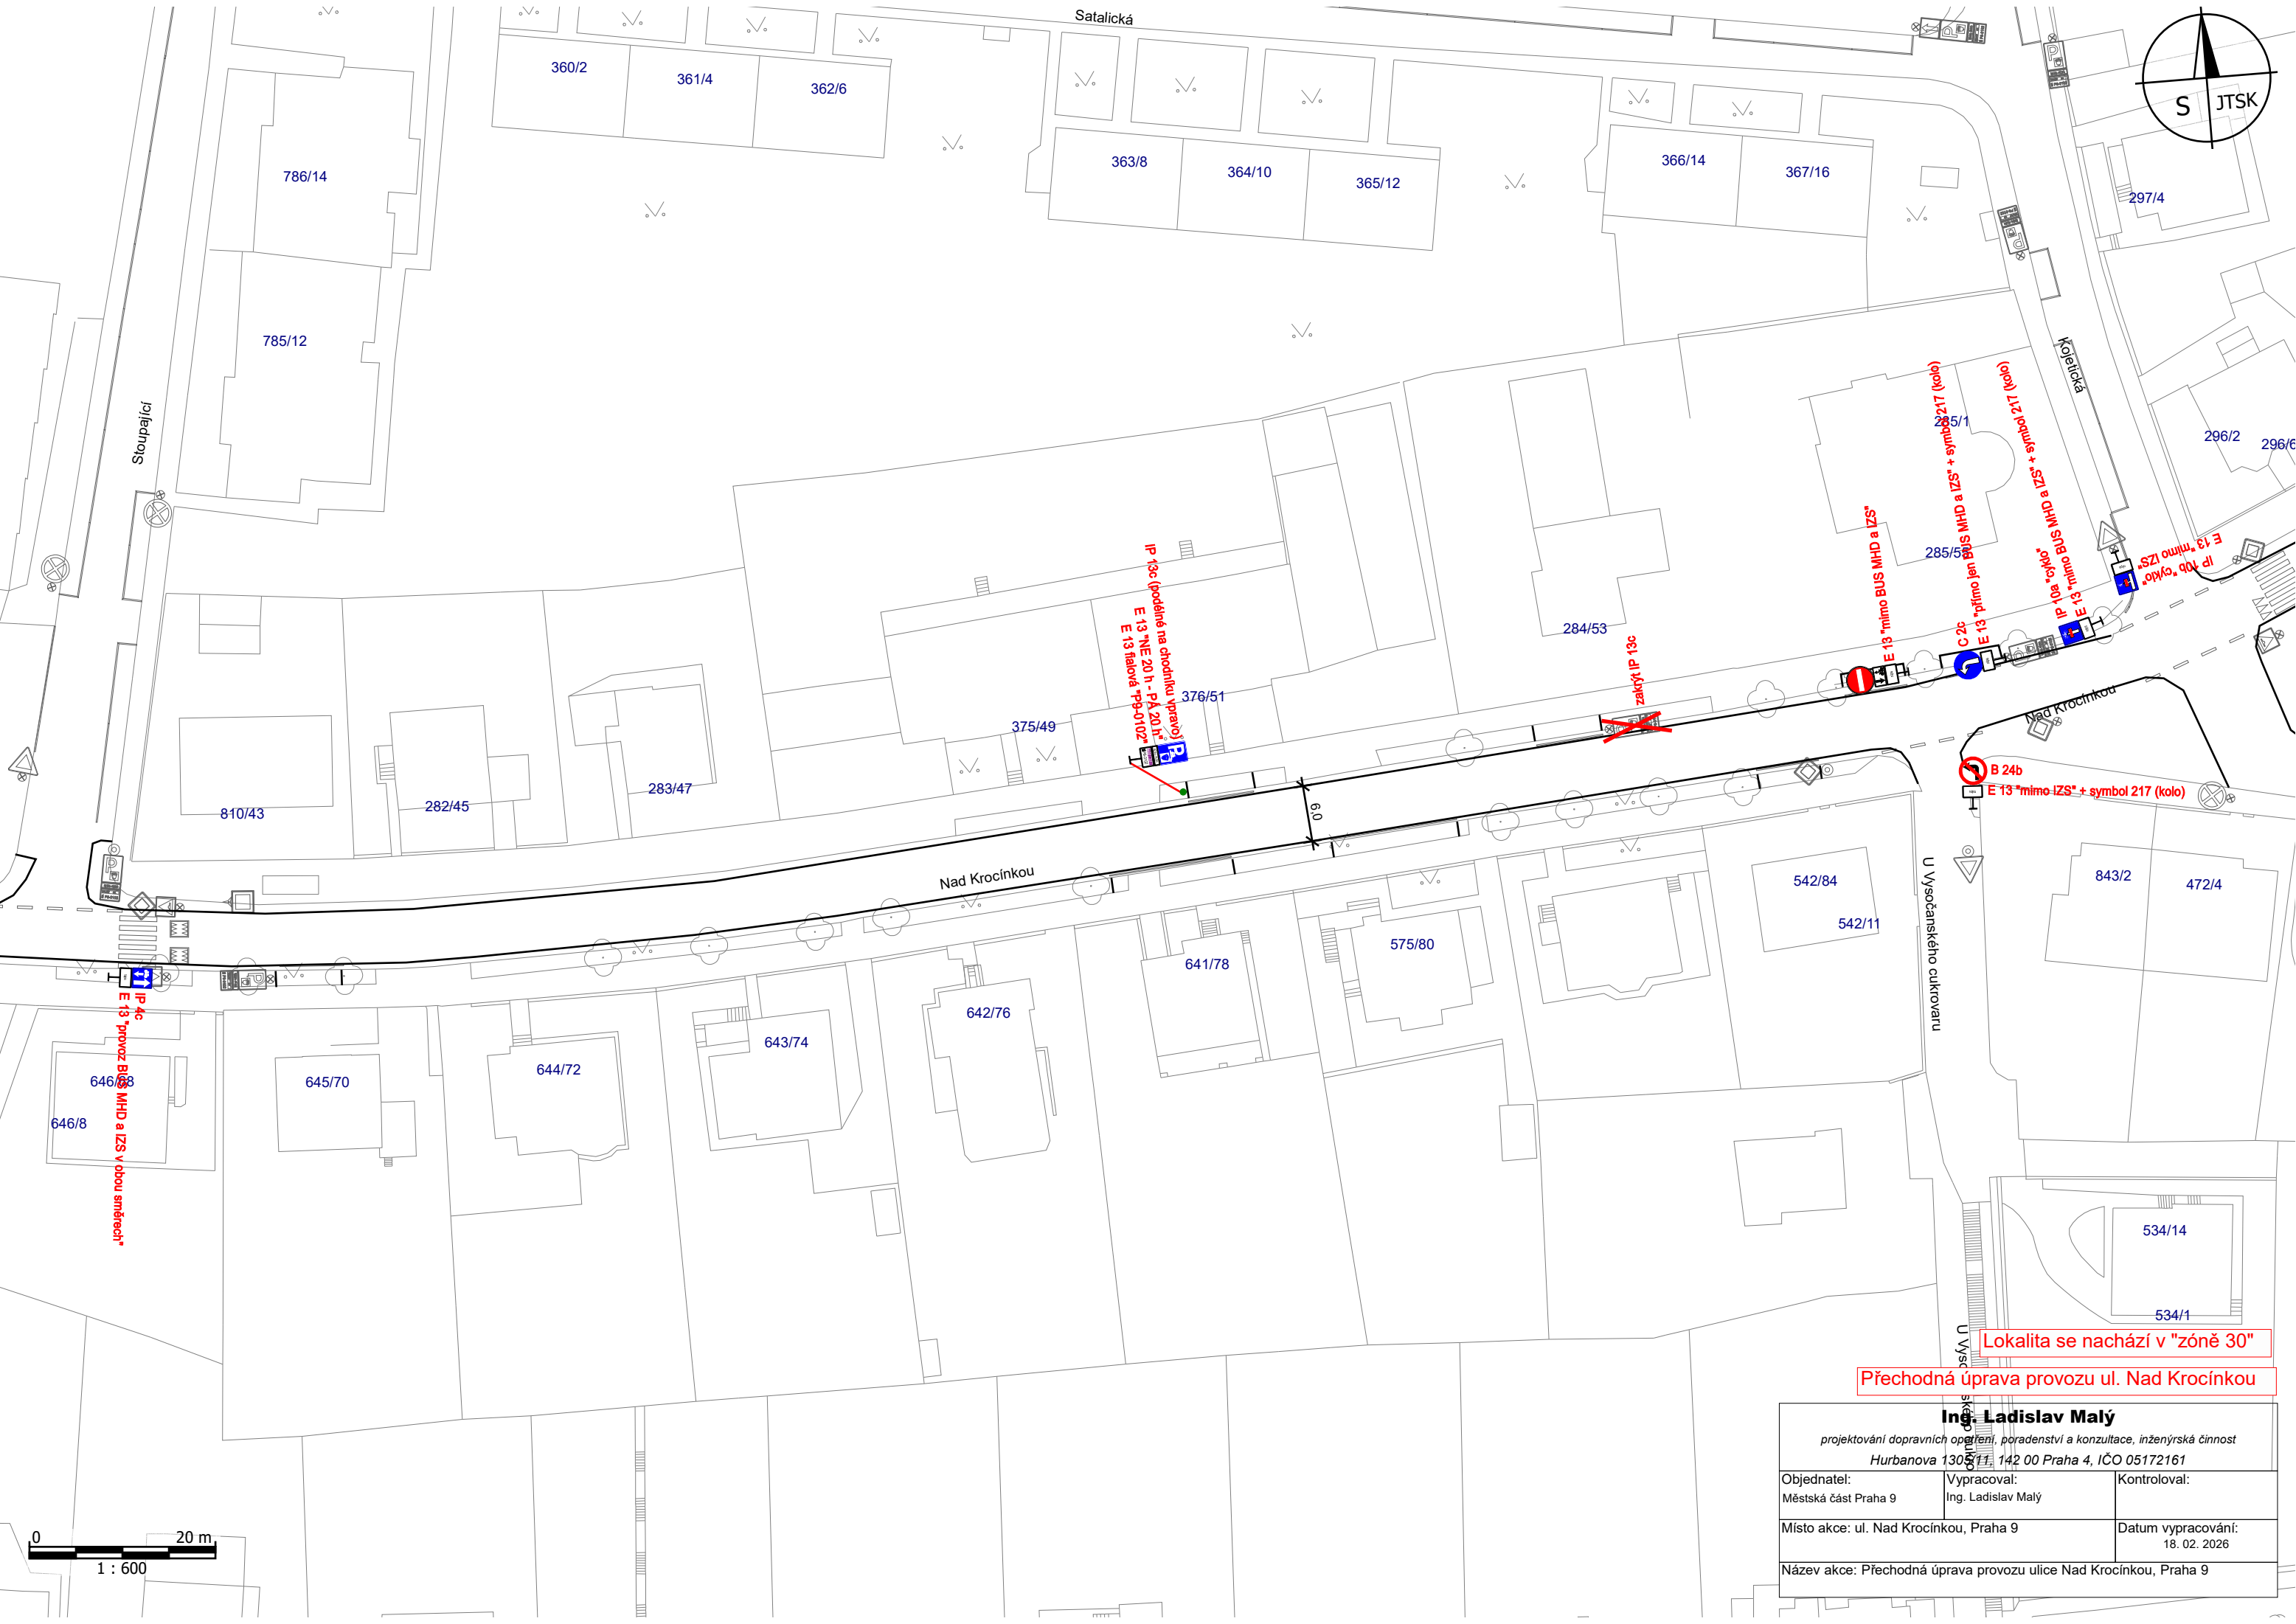 Satalická
S
JTSK
360/2
361/4
362/6
363/8
364/10
365/12
366/14
367/16
297/4
786/14
785/12
Stoupající
Kojetická
285/1
296/2
296/6
285/5
284/53
376/51
375/49
283/47
282/45
810/43
IP 13c (podélné na chodníku vpravo)
E 13 "NE 20 h - PÁ 20 h"
E 13 fialová "P9-0102"
zakrýt IP 13c
E 13 "mimo BUS MHD a IZS"
C 2c
E 13 "přímo jen BUS MHD a IZS" + symbol 217 (kolo)
IP 10a "cyklo"
E 13 "mimo BUS MHD a IZS" + symbol 217 (kolo)
IP 10b "cyklo"
E 13 "mimo IZS"
Nad Krocínkou
B 24b
E 13 "mimo IZS" + symbol 217 (kolo)
6,0
Nad Krocínkou
U Vysočanského cukrovaru
542/84
542/11
843/2
472/4
575/80
641/78
642/76
643/74
644/72
645/70
646/68
646/8
IP 4c
E 13 "provoz BUS MHD a IZS v obou směrech"
534/14
534/1
Lokalita se nachází v "zóně 30"
Přechodná úprava provozu ul. Nad Krocínkou
Ing. Ladislav Malý
projektování dopravních opatření, poradenství a konzultace, inženýrská činnost
Hurbanova 1305/11, 142 00 Praha 4, IČO 05172161
Objednatel:
Městská část Praha 9
Vypracoval:
Ing. Ladislav Malý
Kontroloval:
Místo akce: ul. Nad Krocínkou, Praha 9
Datum vypracování:
18. 02. 2026
Název akce: Přechodná úprava provozu ulice Nad Krocínkou, Praha 9
0
20 m
1 : 600